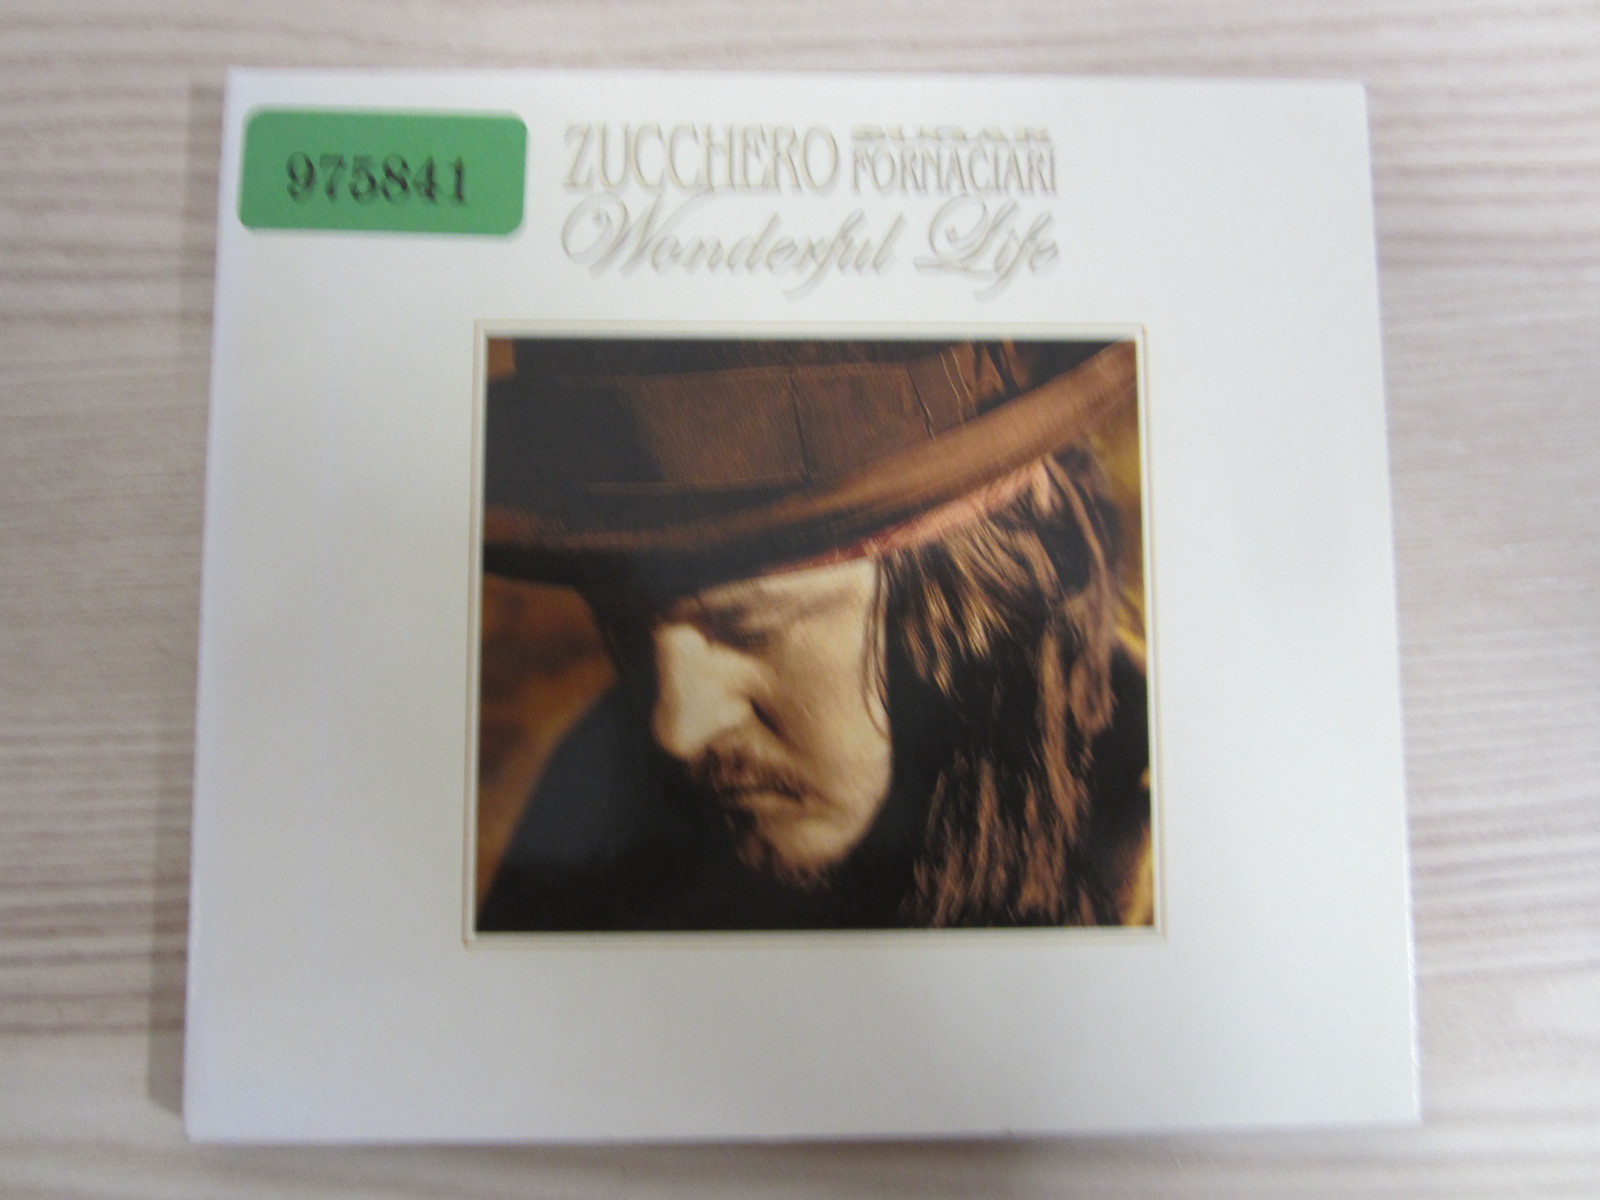 975841
ZUCCHERO SUGAR FORNACIARI
Wonderful Life